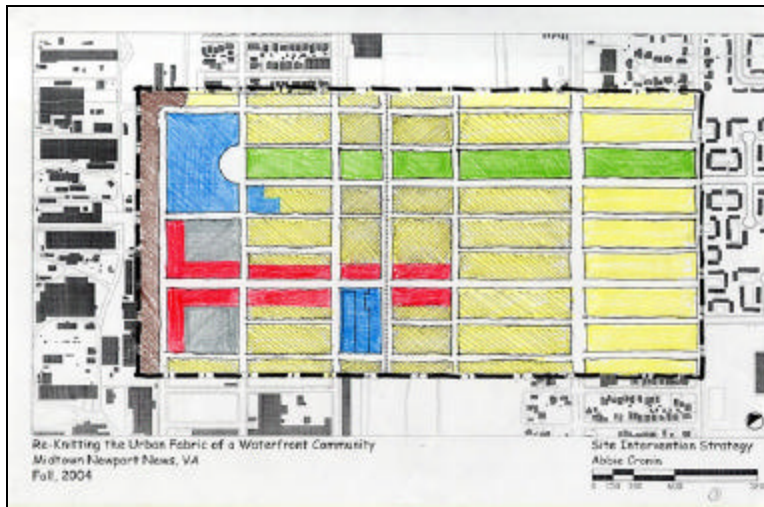 Re-Knitting the Urban Fabric of a Waterfront Community
Midtown Newport News, VA
Fall, 2004
Site Intervention Strategy
Abbie Cronin
0